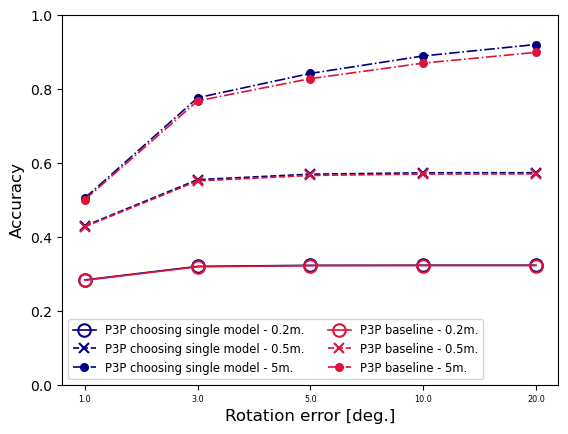 1.0
0.8
0.6
0.4
0.2
0.0
Accuracy
P3P choosing single model - 0.2m.
P3P choosing single model - 0.5m.
P3P choosing single model - 5m.
P3P baseline - 0.2m.
P3P baseline - 0.5m.
P3P baseline - 5m.
1.0 3.0 5.0 10.0 20.0
Rotation error [deg.]